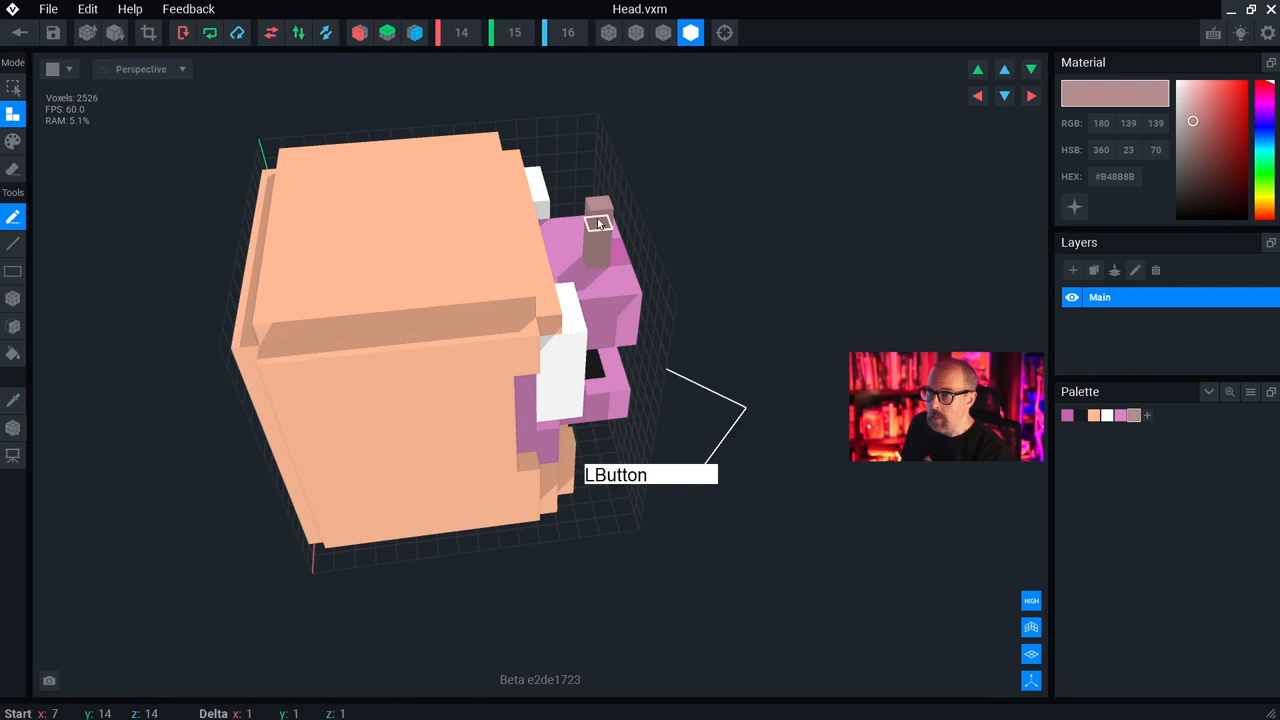 File Edit Help Feedback
Head.vxm
14 15 16
Mode
Perspective
Voxels: 2526
FPS: 60.0
RAM: 5.1%
Tools
HIGH
LButton
Beta e2de1723
Material
RGB: 180 139 139
HSB: 360 23 70
HEX: #B48B8B
Layers
Main
Palette
Start x: 7 y: 14 z: 14 Delta x: 1 y: 1 z: 1